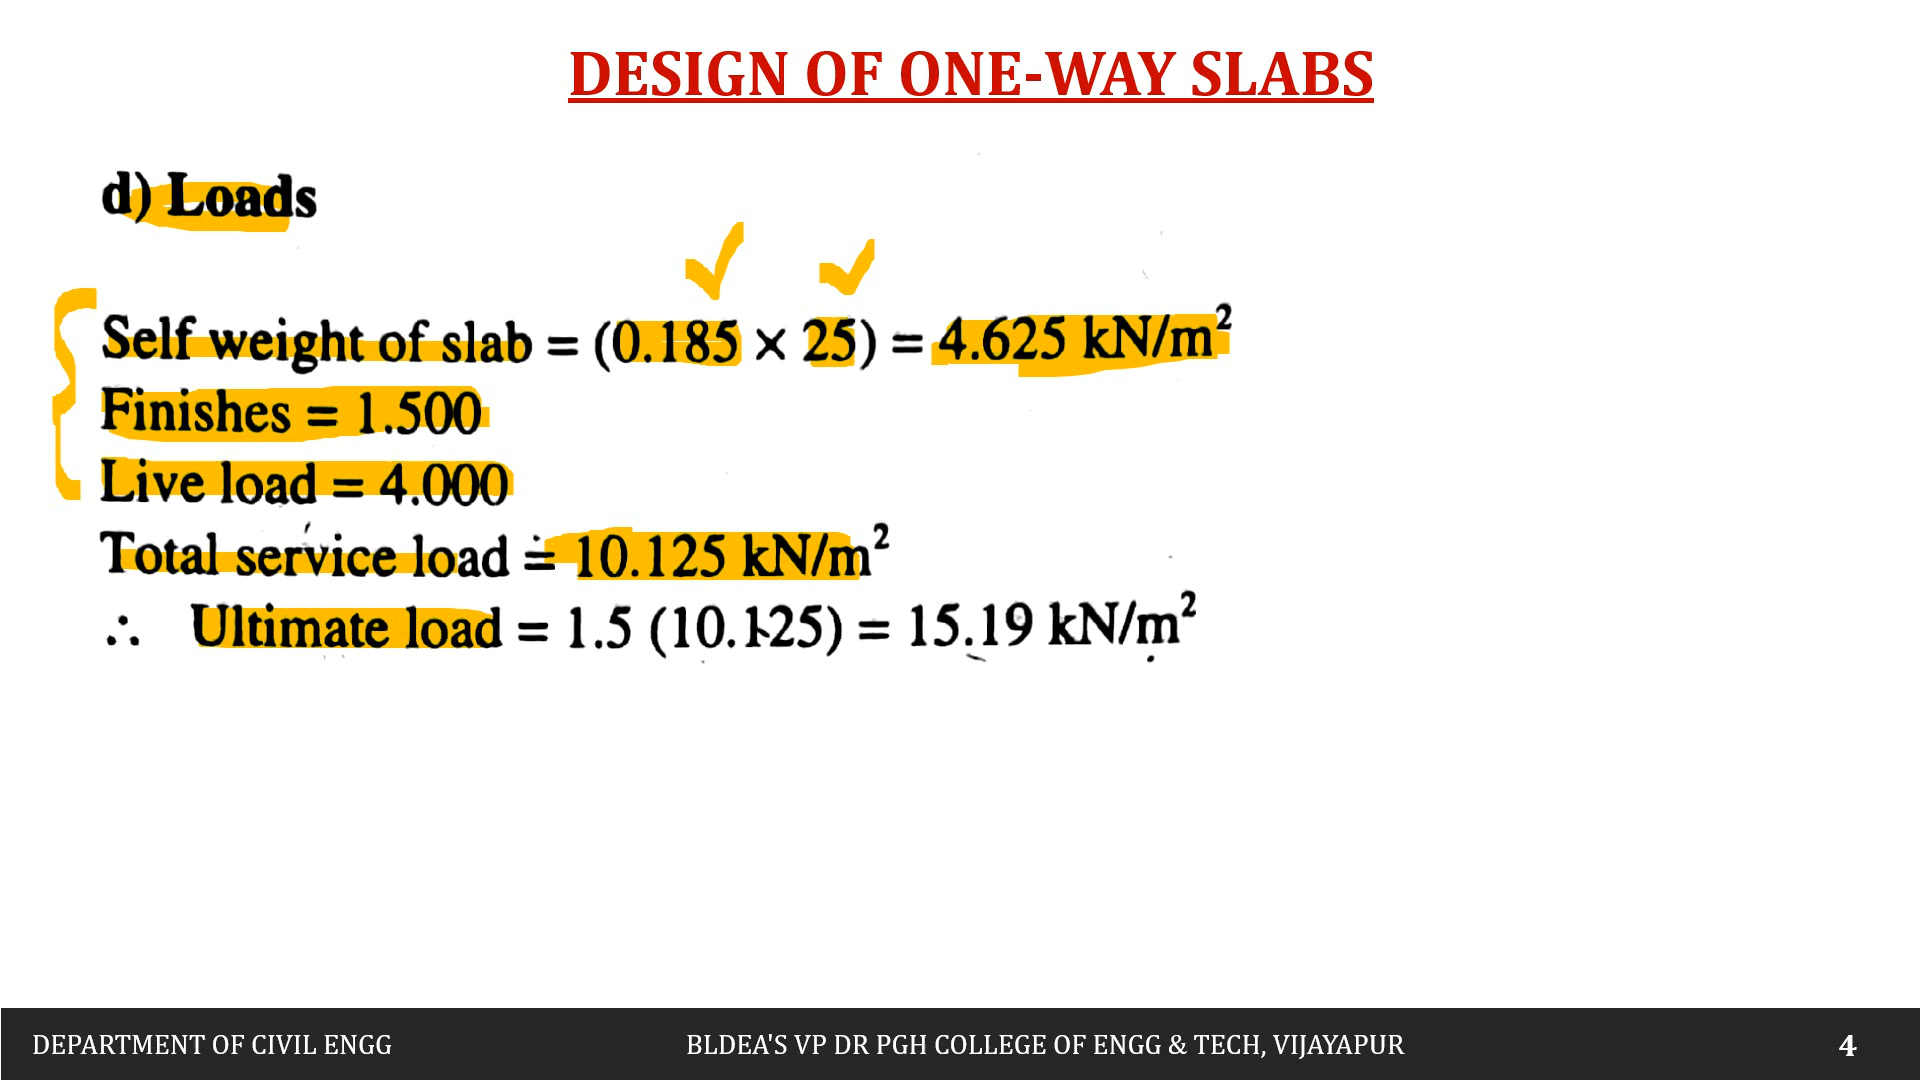 DESIGN OF ONE-WAY SLABS
d) Loads
Self weight of slab = (0.185 × 25) = 4.625 kN/m²
Finishes = 1.500
Live load = 4.000
Total service load = 10.125 kN/m²
∴ Ultimate load = 1.5 (10.125) = 15.19 kN/m²
DEPARTMENT OF CIVIL ENGG BLDEA'S VP DR PGH COLLEGE OF ENGG & TECH, VIJAYAPUR 4